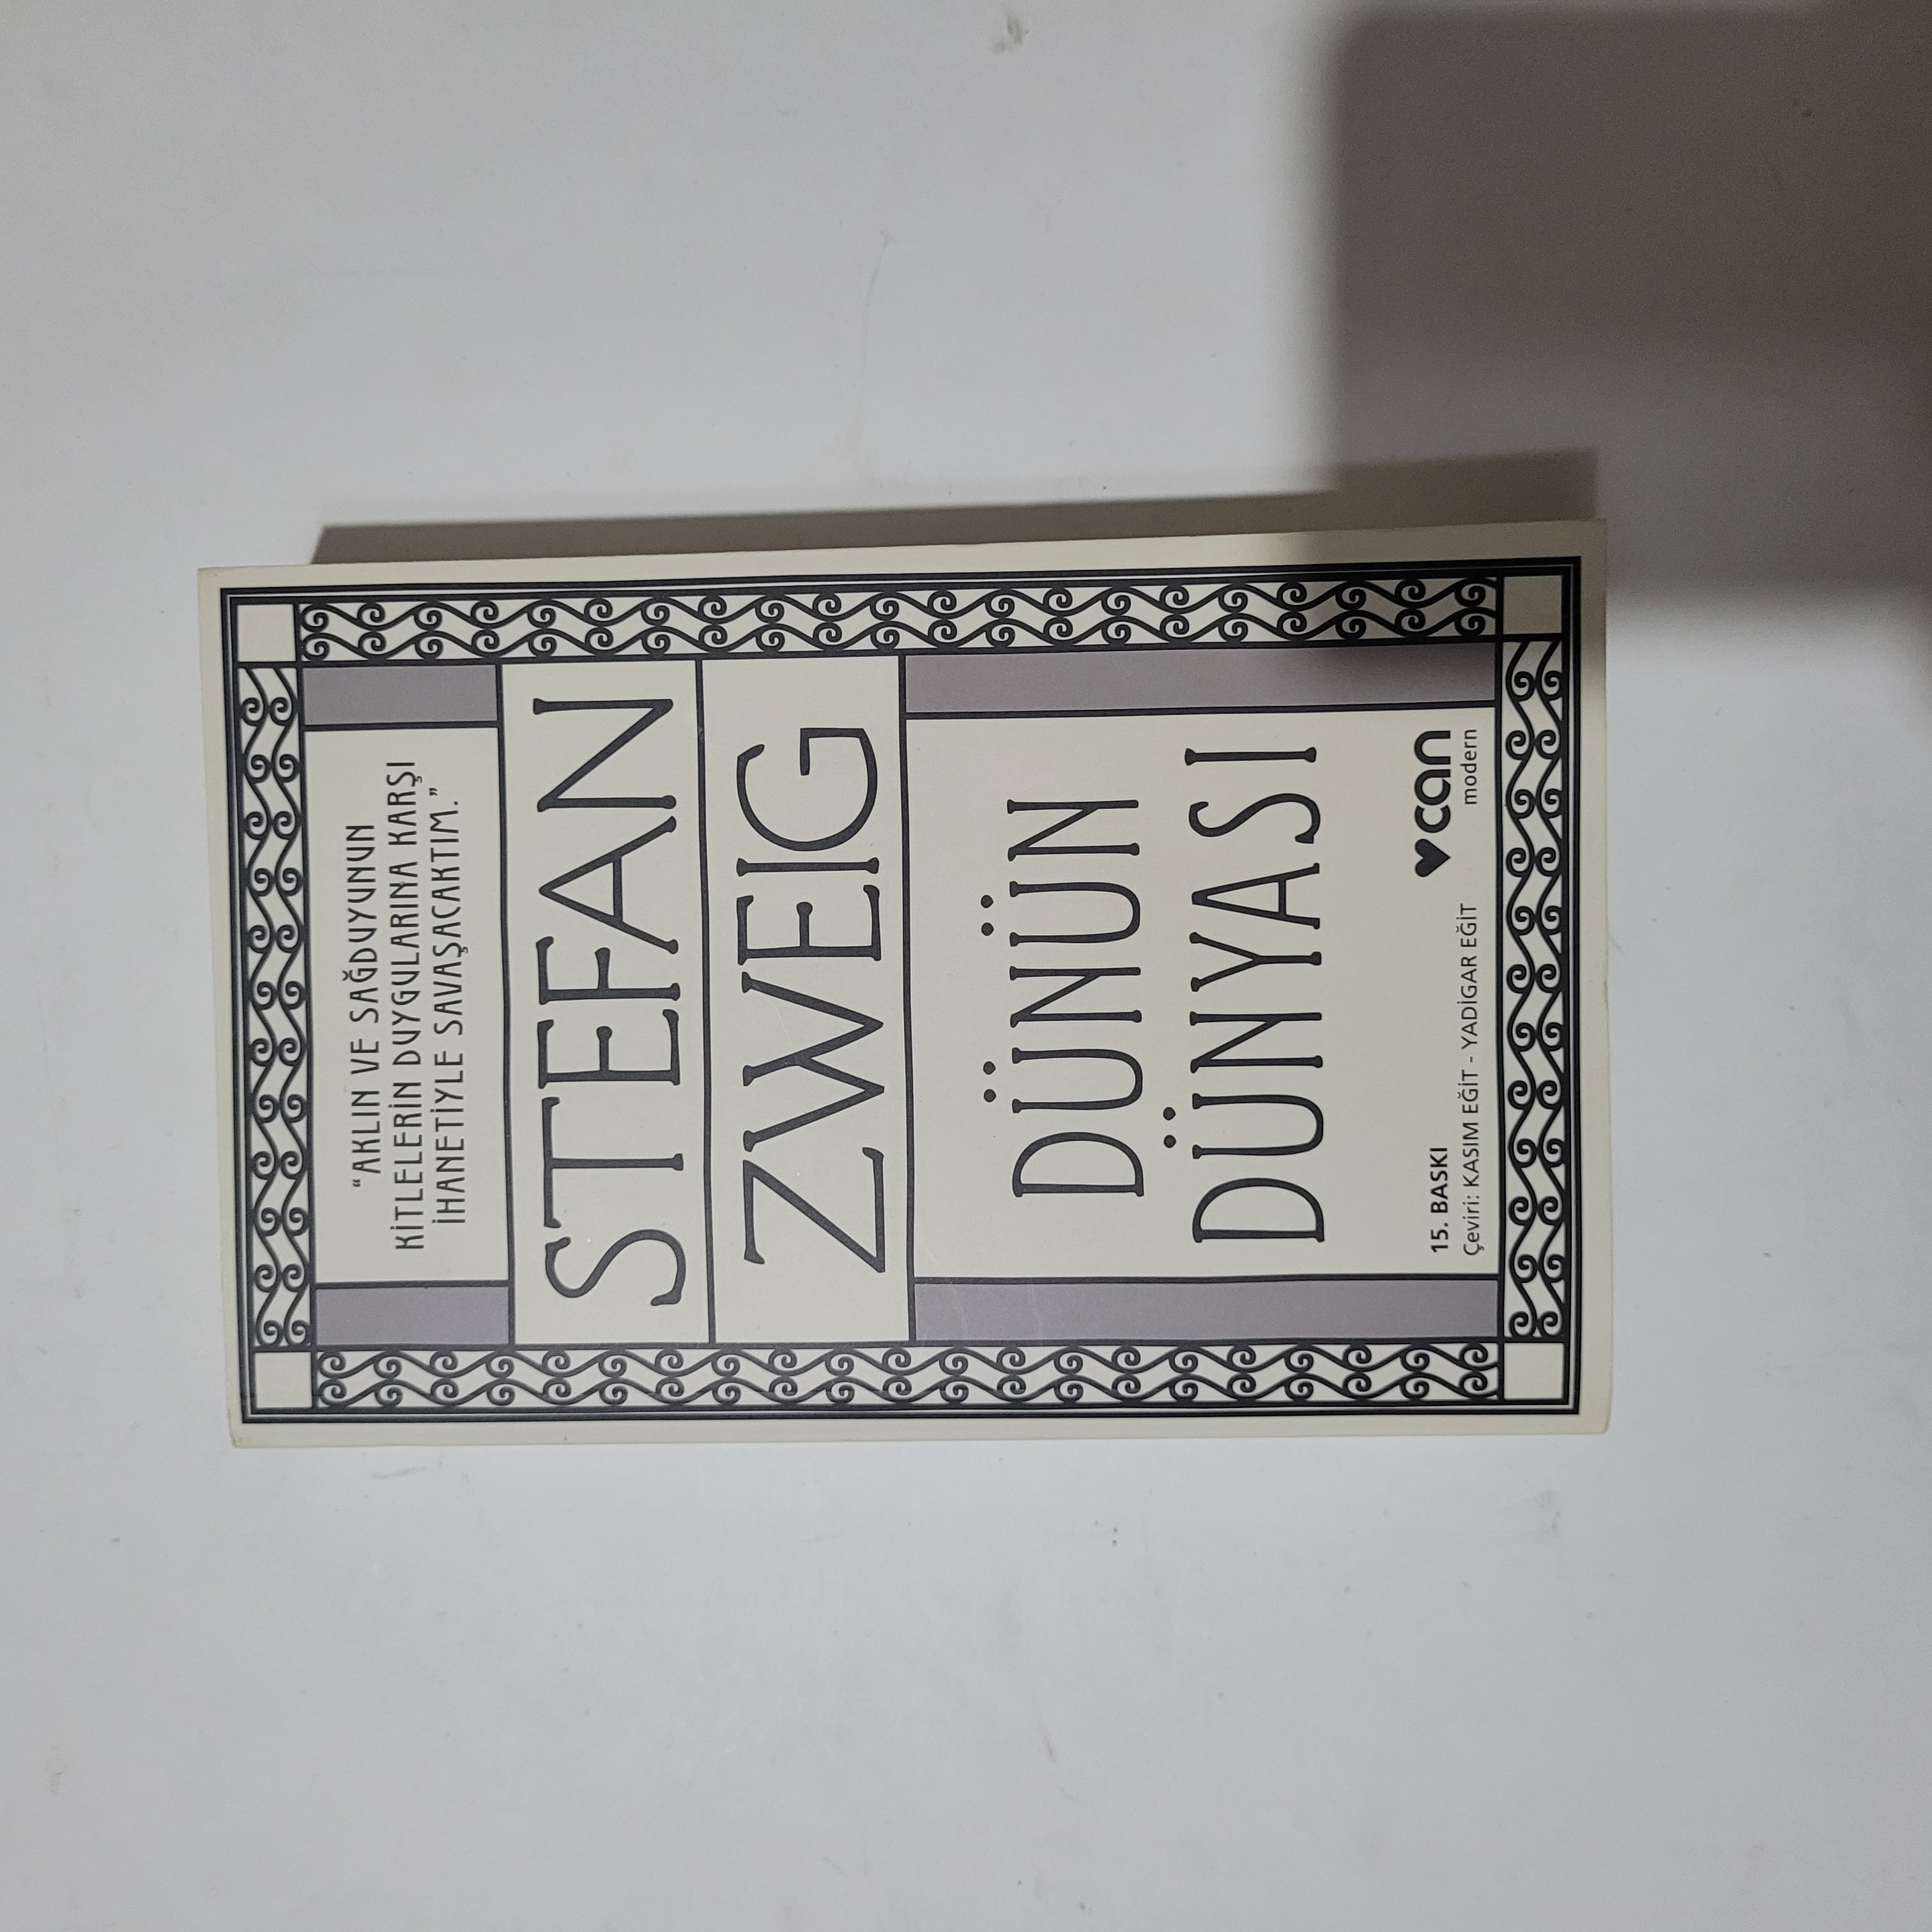 “AKLIN VE SAĞDUYUNUN
KİTLELERİN DUYGULARINA KARŞI
İHANETİYLE SAVAŞACAKTIM.”
STEFAN
ZWEIG
DÜNÜN
DÜNYASI
15. BASKI
Çeviri: KASIM EĞİT - YADİGAR EĞİT
can
modern